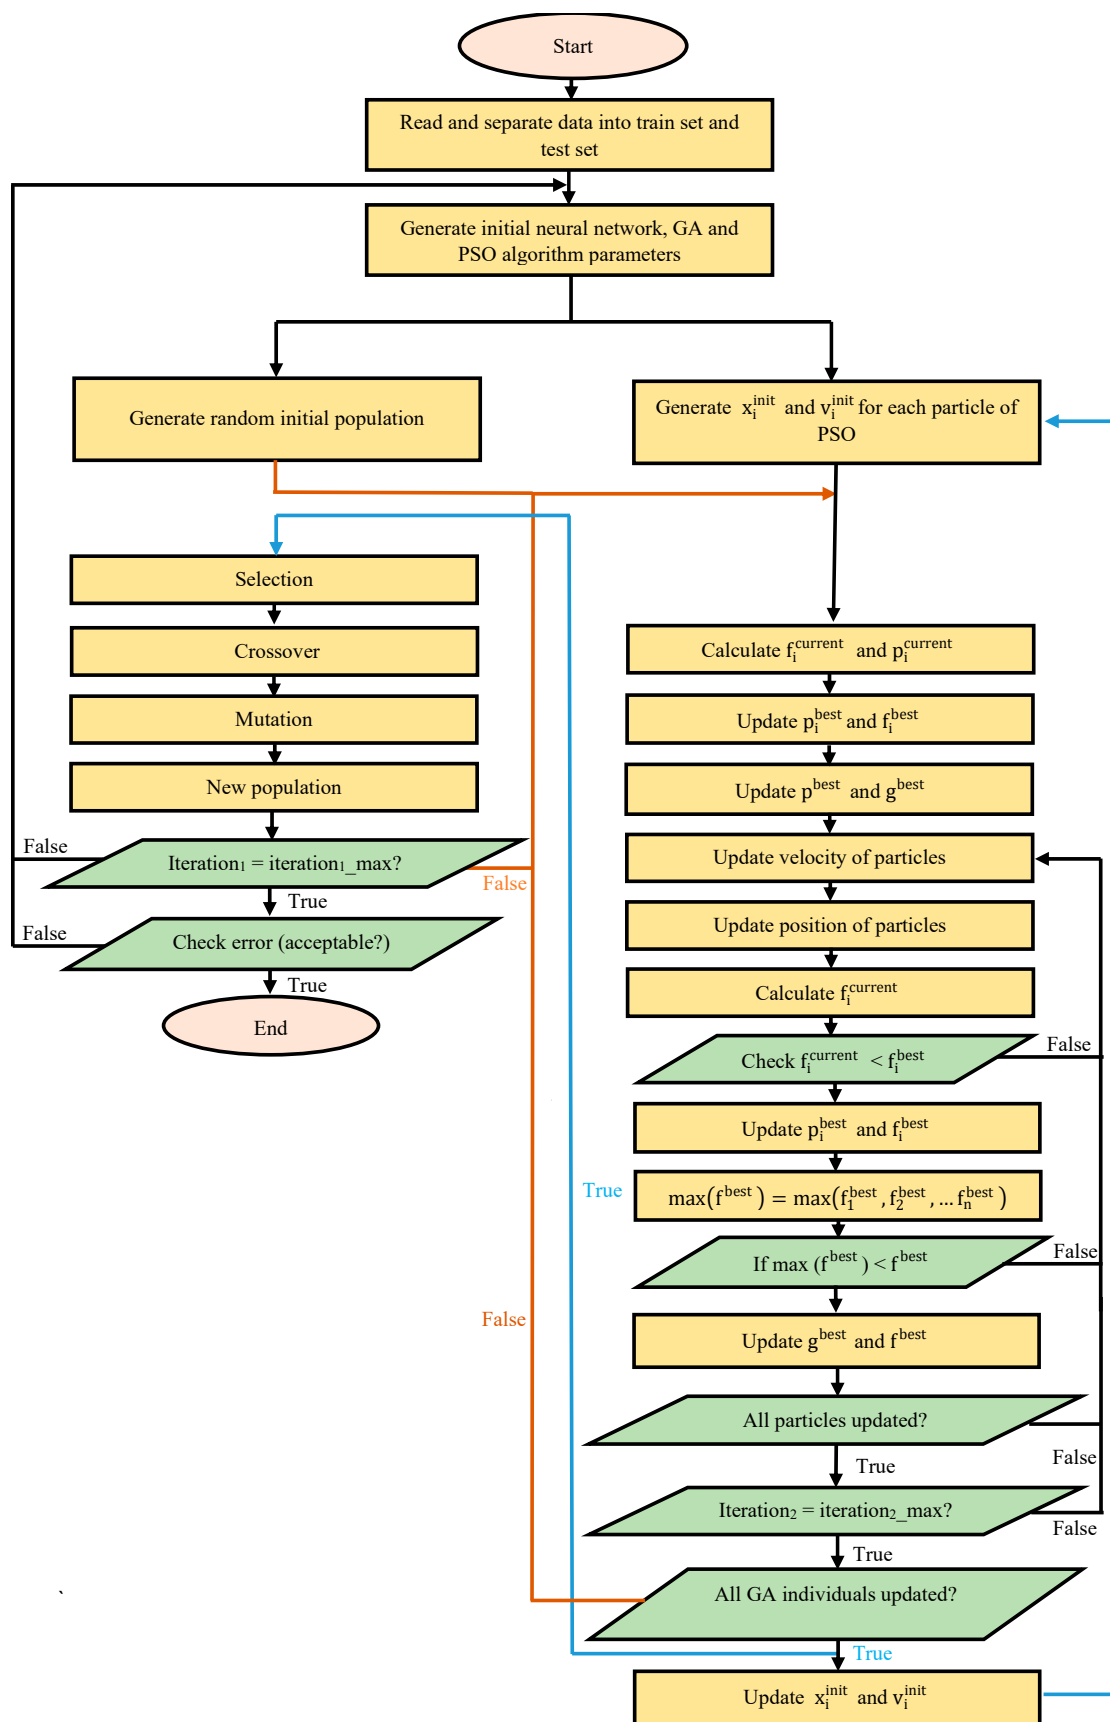 Start
Read and separate data into train set and
test set
Generate initial neural network, GA and
PSO algorithm parameters
Generate random initial population
Generate x_i^init and v_i^init for each particle of
PSO
Selection
Crossover
Mutation
New population
Iteration₁ = iteration₁_max?
False
False
True
Check error (acceptable?)
False
True
End
Calculate f_i^current and p_i^current
Update p_i^best and f_i^best
Update p^best and g^best
Update velocity of particles
Update position of particles
Calculate f_i^current
Check f_i^current < f_i^best
False
Update p_i^best and f_i^best
True
max(f^best) = max(f_1^best, f_2^best, … f_n^best)
If max (f^best) < f^best
False
False
Update g^best and f^best
All particles updated?
True
False
Iteration₂ = iteration₂_max?
False
True
All GA individuals updated?
True
Update x_i^init and v_i^init